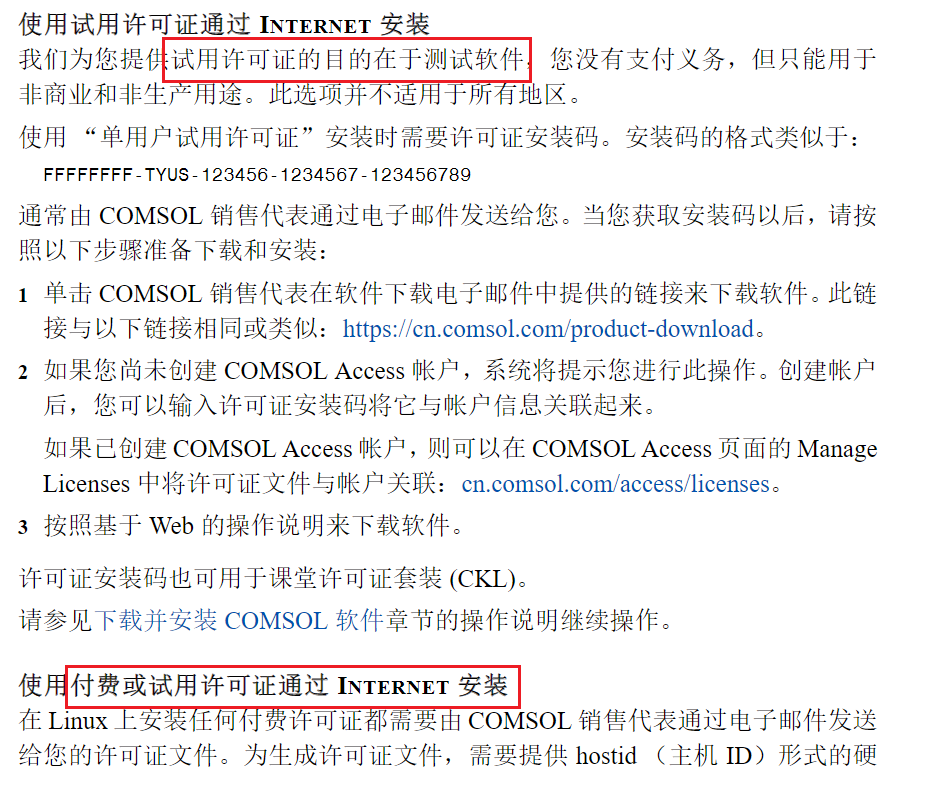 使用试用许可证通过 INTERNET 安装
我们为您提供试用许可证的目的在于测试软件，您没有支付义务，但只能用于
非商业和非生产用途。此选项并不适用于所有地区。
使用 “单用户试用许可证” 安装时需要许可证安装码。安装码的格式类似于：
FFFFFFFF-TYUS-123456-1234567-123456789
通常由 COMSOL 销售代表通过电子邮件发送给您。当您获取安装码以后，请按
照以下步骤准备下载和安装：
1 单击 COMSOL 销售代表在软件下载电子邮件中提供的链接来下载软件。此链
接与以下链接相同或类似：https://cn.comsol.com/product-download。
2 如果您尚未创建 COMSOL Access 帐户，系统将提示您进行此操作。创建帐户
后，您可以输入许可证安装码将它与帐户信息关联起来。
如果已创建 COMSOL Access 帐户，则可以在 COMSOL Access 页面的 Manage
Licenses 中将许可证文件与帐户关联：cn.comsol.com/access/licenses。
3 按照基于 Web 的操作说明来下载软件。
许可证安装码也可用于课堂许可证套装 (CKL)。
请参见下载并安装 COMSOL 软件章节的操作说明继续操作。
使用付费或试用许可证通过 INTERNET 安装
在 Linux 上安装任何付费许可证都需要由 COMSOL 销售代表通过电子邮件发送
给您的许可证文件。为生成许可证文件，需要提供 hostid （主机 ID）形式的硬